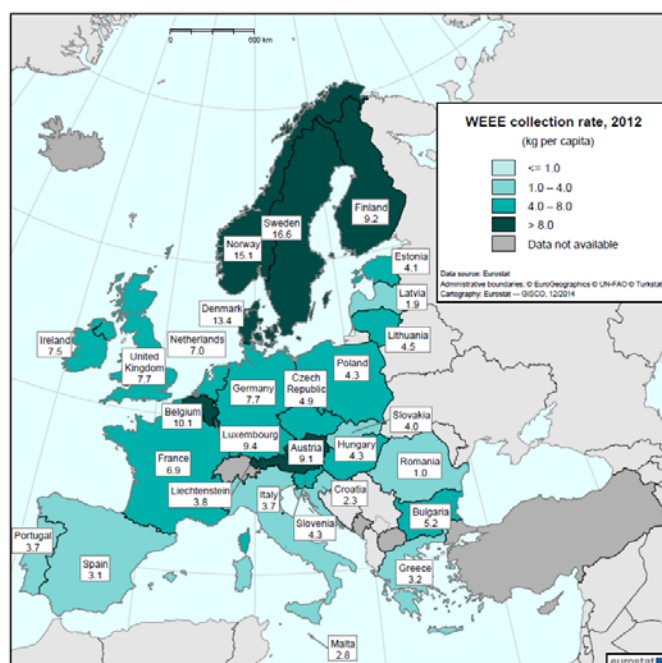 0 600 km
WEEE collection rate, 2012
(kg per capita)
<= 1.0
1.0 – 4.0
4.0 – 8.0
> 8.0
Data not available
Data source: Eurostat
Administrative boundaries: © EuroGeographics © UN-FAO © Turkstat
Cartography: Eurostat — GISCO, 12/2014
Finland
9.2
Sweden
16.6
Norway
15.1
Estonia
4.1
Latvia
1.9
Denmark
13.4
Lithuania
4.5
Ireland
7.5
Netherlands
7.0
United
Kingdom
7.7
Poland
4.3
Germany
7.7
Czech
Republic
4.9
Belgium
10.1
Slovakia
4.0
Luxembourg
9.4
Austria
9.1
Hungary
4.3
France
6.9
Romania
1.0
Liechtenstein
3.8
Italy
3.7
Croatia
2.3
Slovenia
4.3
Bulgaria
5.2
Portugal
3.7
Spain
3.1
Greece
3.2
Malta
2.8
eurostat